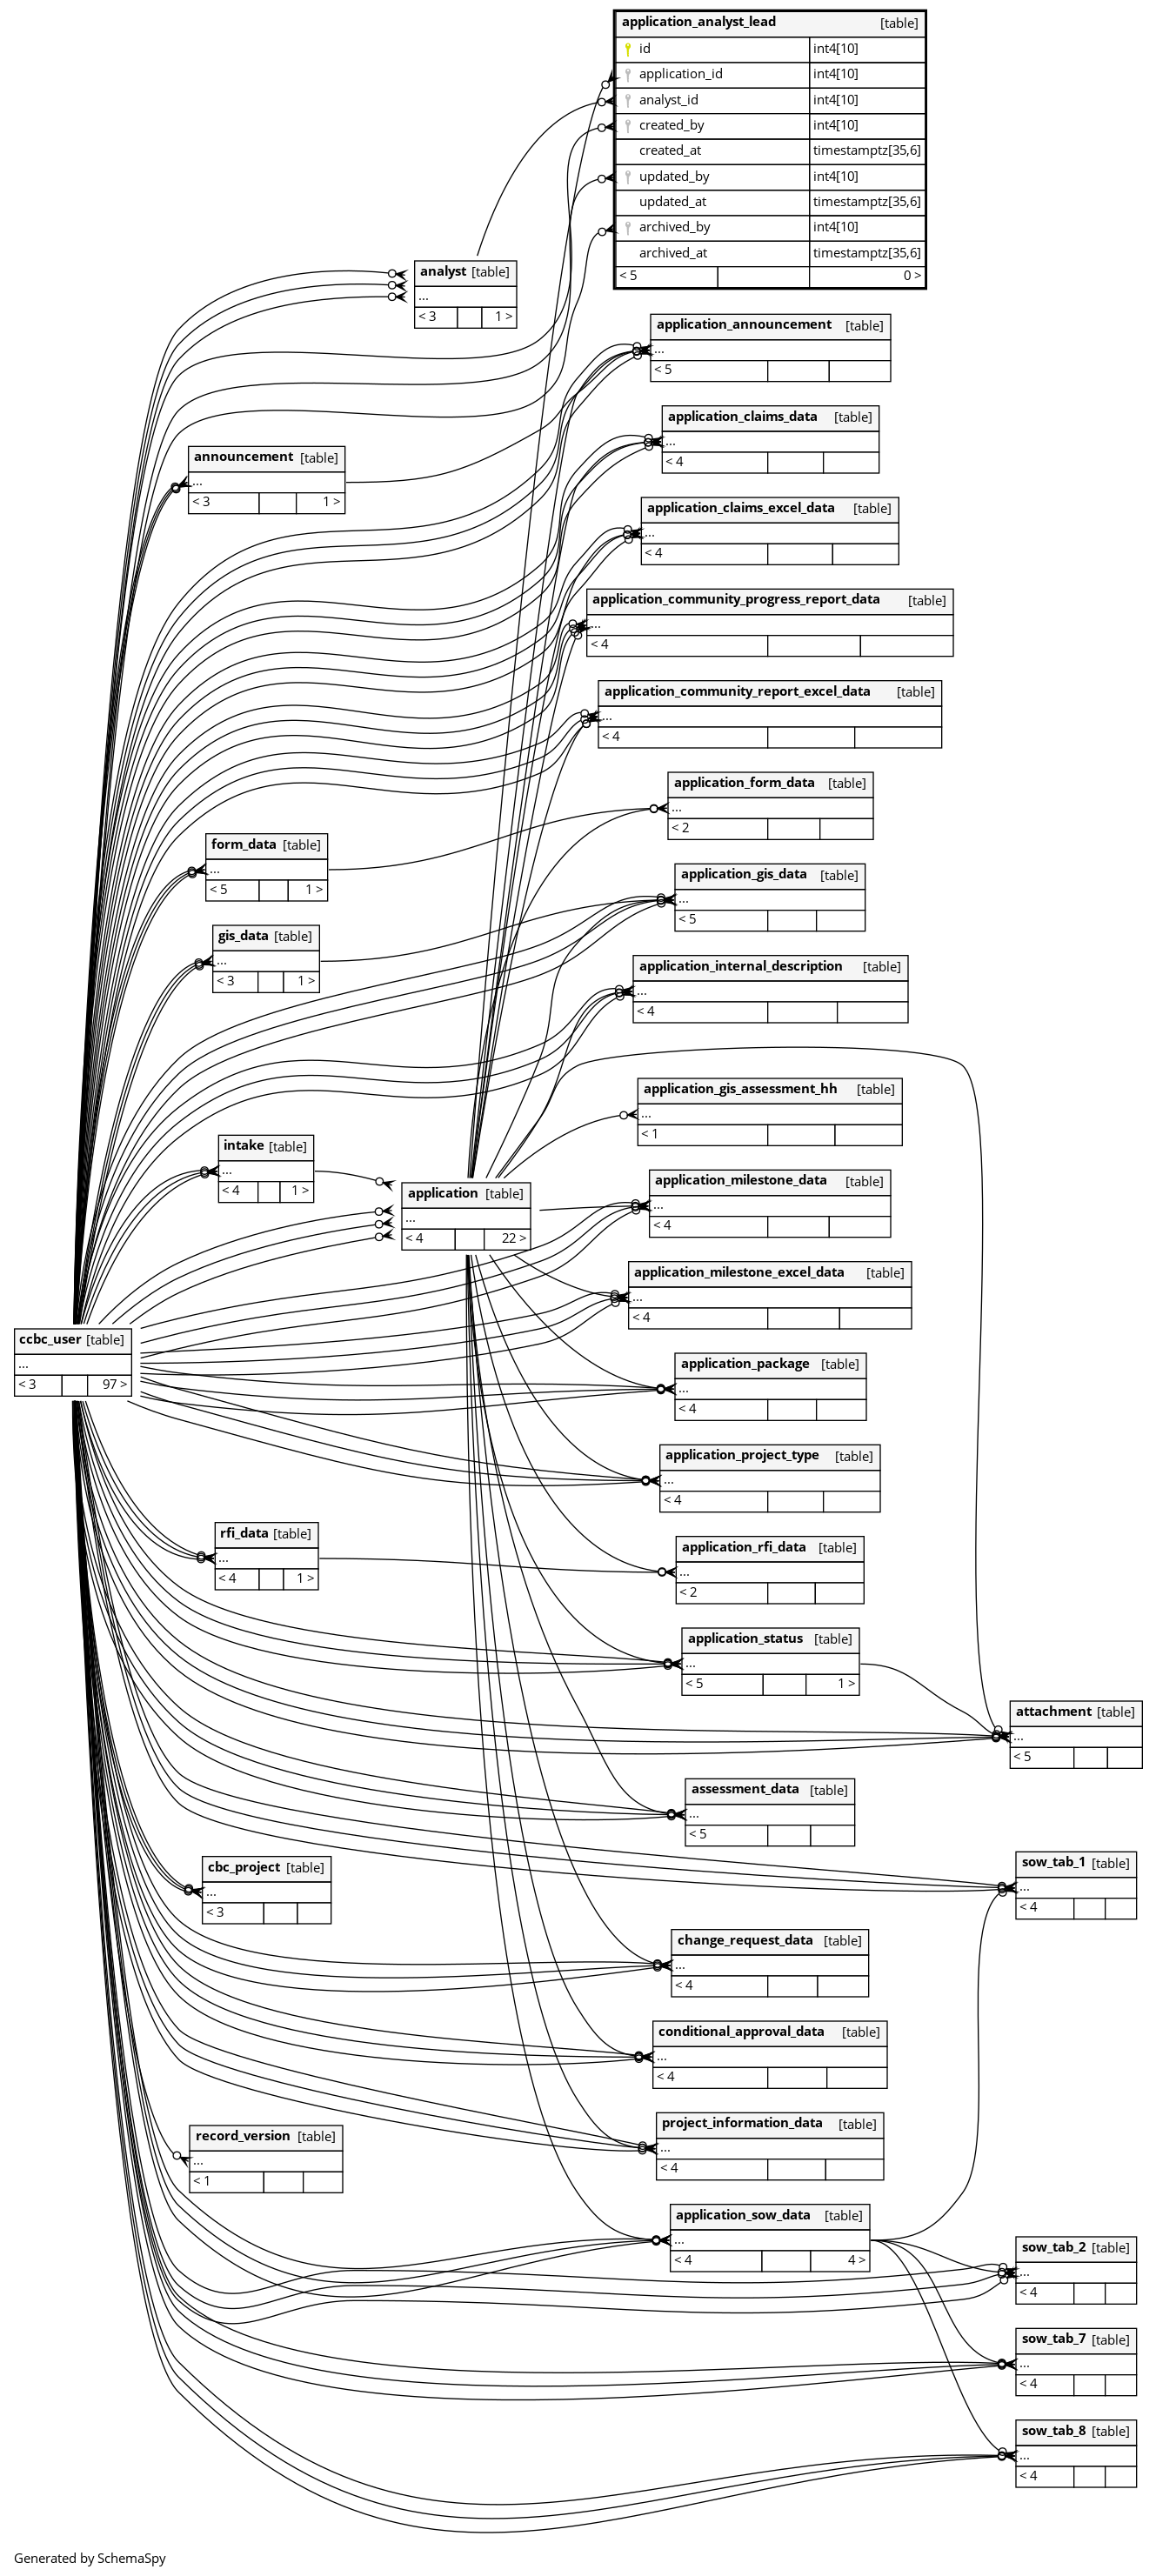 application_analyst_lead [table]
id int4[10]
application_id int4[10]
analyst_id int4[10]
created_by int4[10]
created_at timestamptz[35,6]
updated_by int4[10]
updated_at timestamptz[35,6]
archived_by int4[10]
archived_at timestamptz[35,6]
< 5 0 >
analyst [table]
...
< 3 1 >
application_announcement [table]
...
< 5
application_claims_data [table]
...
< 4
announcement [table]
...
< 3 1 >
application_claims_excel_data [table]
...
< 4
application_community_progress_report_data [table]
...
< 4
application_community_report_excel_data [table]
...
< 4
application_form_data [table]
...
< 2
form_data [table]
...
< 5 1 >
application_gis_data [table]
...
< 5
gis_data [table]
...
< 3 1 >
application_internal_description [table]
...
< 4
application_gis_assessment_hh [table]
...
< 1
intake [table]
...
< 4 1 >
application [table]
...
< 4 22 >
application_milestone_data [table]
...
< 4
application_milestone_excel_data [table]
...
< 4
ccbc_user [table]
...
< 3 97 >
application_package [table]
...
< 4
application_project_type [table]
...
< 4
rfi_data [table]
...
< 4 1 >
application_rfi_data [table]
...
< 2
application_status [table]
...
< 5 1 >
attachment [table]
...
< 5
assessment_data [table]
...
< 5
cbc_project [table]
...
< 3
sow_tab_1 [table]
...
< 4
change_request_data [table]
...
< 4
conditional_approval_data [table]
...
< 4
project_information_data [table]
...
< 4
record_version [table]
...
< 1
application_sow_data [table]
...
< 4 4 >
sow_tab_2 [table]
...
< 4
sow_tab_7 [table]
...
< 4
sow_tab_8 [table]
...
< 4
Generated by SchemaSpy